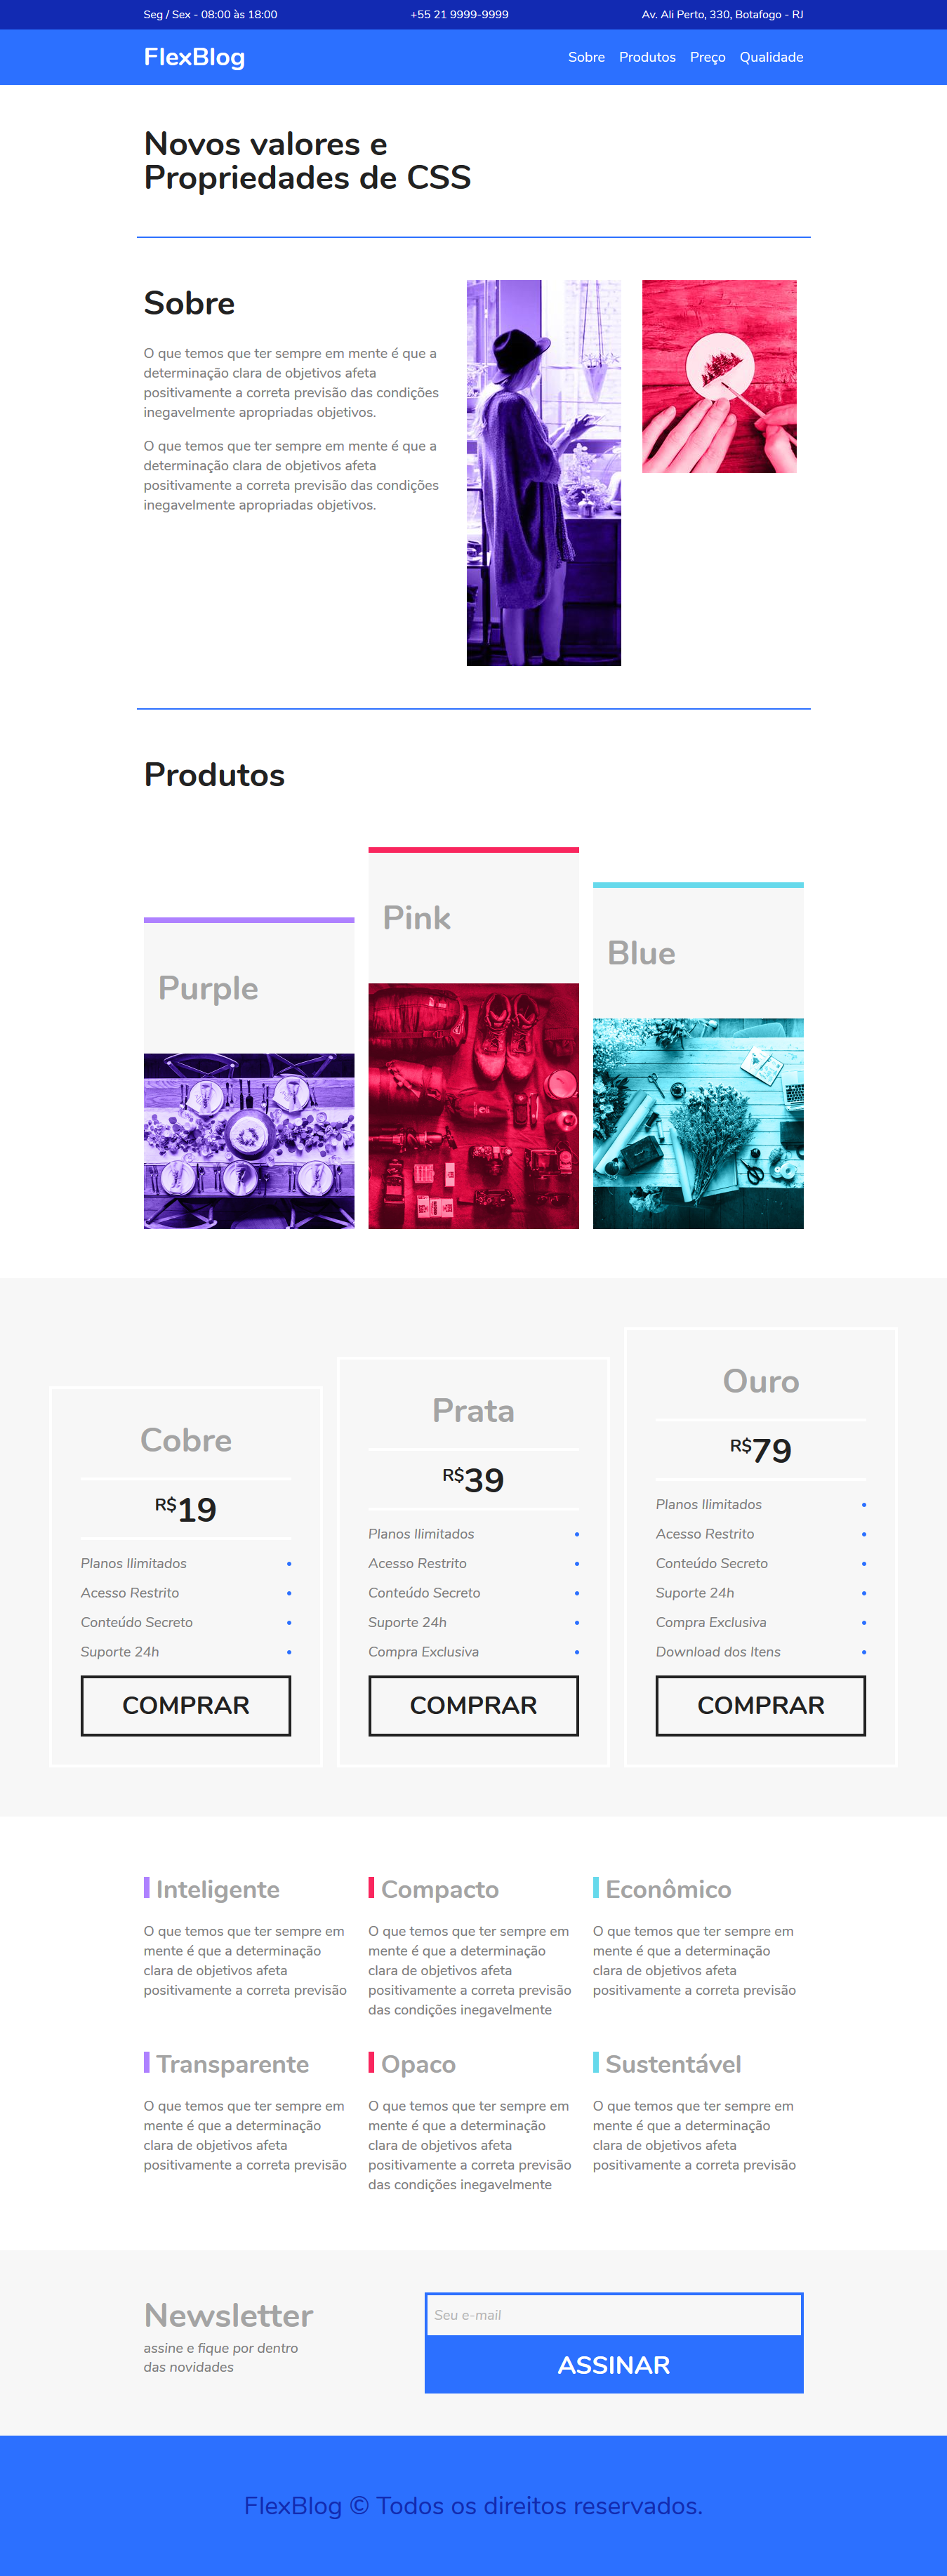 Seg / Sex - 08:00 às 18:00
+55 21 9999-9999
Av. Ali Perto, 330, Botafogo - RJ
FlexBlog
Sobre Produtos Preço Qualidade
Novos valores e
Propriedades de CSS
Sobre
O que temos que ter sempre em mente é que a
determinação clara de objetivos afeta
positivamente a correta previsão das condições
inegavelmente apropriadas objetivos.
O que temos que ter sempre em mente é que a
determinação clara de objetivos afeta
positivamente a correta previsão das condições
inegavelmente apropriadas objetivos.
Produtos
Purple
Pink
Blue
Cobre
R$19
Planos Ilimitados
Acesso Restrito
Conteúdo Secreto
Suporte 24h
COMPRAR
Prata
R$39
Planos Ilimitados
Acesso Restrito
Conteúdo Secreto
Suporte 24h
Compra Exclusiva
COMPRAR
Ouro
R$79
Planos Ilimitados
Acesso Restrito
Conteúdo Secreto
Suporte 24h
Compra Exclusiva
Download dos Itens
COMPRAR
Inteligente
O que temos que ter sempre em
mente é que a determinação
clara de objetivos afeta
positivamente a correta previsão
Compacto
O que temos que ter sempre em
mente é que a determinação
clara de objetivos afeta
positivamente a correta previsão
das condições inegavelmente
Econômico
O que temos que ter sempre em
mente é que a determinação
clara de objetivos afeta
positivamente a correta previsão
Transparente
O que temos que ter sempre em
mente é que a determinação
clara de objetivos afeta
positivamente a correta previsão
Opaco
O que temos que ter sempre em
mente é que a determinação
clara de objetivos afeta
positivamente a correta previsão
das condições inegavelmente
Sustentável
O que temos que ter sempre em
mente é que a determinação
clara de objetivos afeta
positivamente a correta previsão
Newsletter
assine e fique por dentro
das novidades
Seu e-mail
ASSINAR
FlexBlog © Todos os direitos reservados.